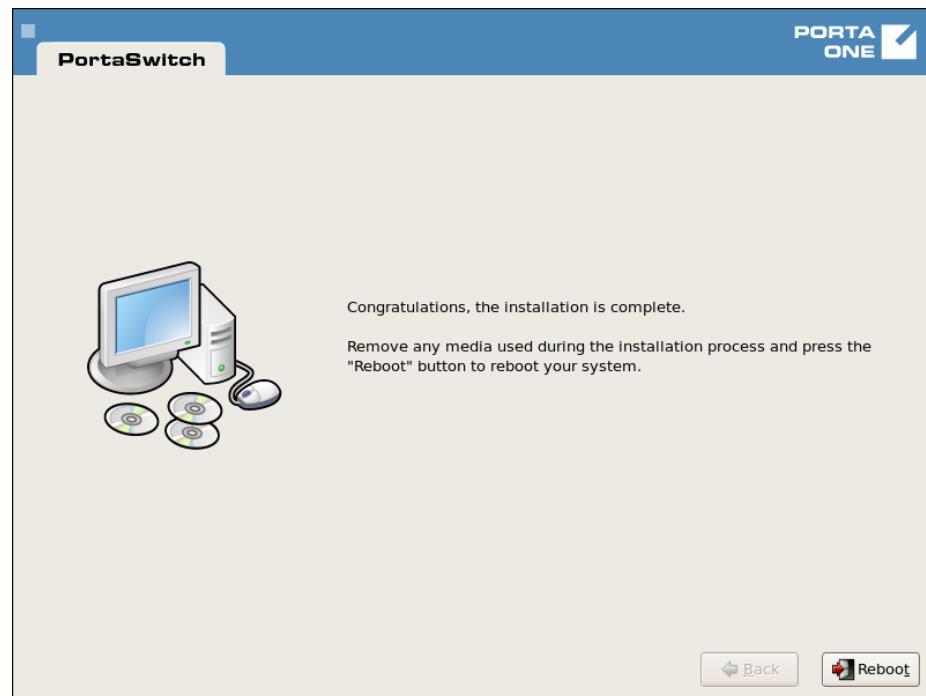 PORTA
ONE
PortaSwitch
Congratulations, the installation is complete.
Remove any media used during the installation process and press the
"Reboot" button to reboot your system.
Back
Reboot